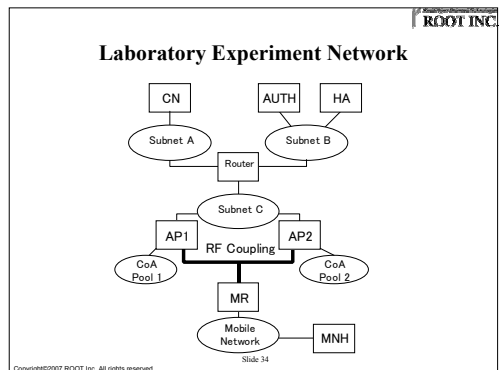 ROOT INC.
Laboratory Experiment Network
CN
AUTH
HA
Subnet A
Subnet B
Router
Subnet C
AP1
RF Coupling
AP2
CoA
Pool 1
CoA
Pool 2
MR
Mobile
Network
MNH
Slide 34
Copyright©2007 ROOT Inc. All rights reserved